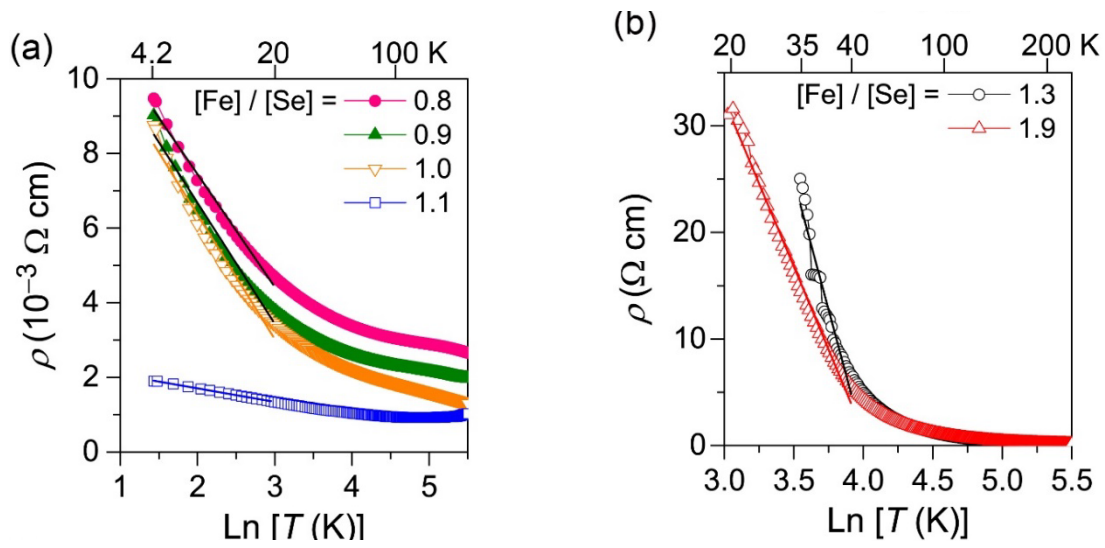 (a)
4.2 20 100 K
10
8
6
4
2
0
ρ (10⁻³ Ω cm)
[Fe] / [Se] =
0.8
0.9
1.0
1.1
1 2 3 4 5
Ln [T (K)]
(b)
20 35 40 100 200 K
30
20
10
0
ρ (Ω cm)
[Fe] / [Se] =
1.3
1.9
3.0 3.5 4.0 4.5 5.0 5.5
Ln [T (K)]